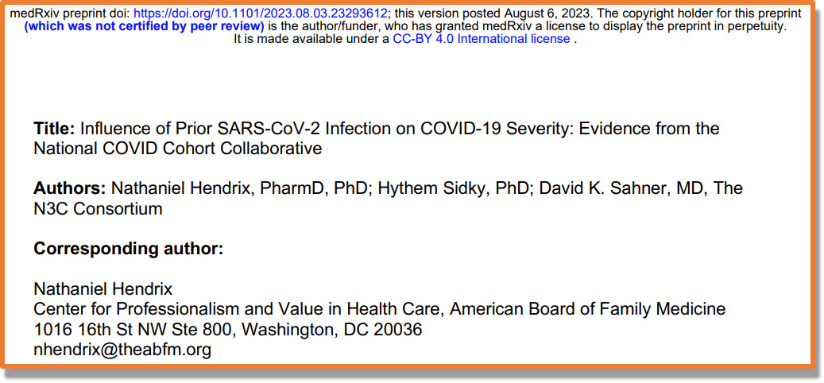 medRxiv preprint doi: https://doi.org/10.1101/2023.08.03.23293612; this version posted August 6, 2023. The copyright holder for this preprint
(which was not certified by peer review) is the author/funder, who has granted medRxiv a license to display the preprint in perpetuity.
It is made available under a CC-BY 4.0 International license .
Title: Influence of Prior SARS-CoV-2 Infection on COVID-19 Severity: Evidence from the
National COVID Cohort Collaborative
Authors: Nathaniel Hendrix, PharmD, PhD; Hythem Sidky, PhD; David K. Sahner, MD, The
N3C Consortium
Corresponding author:
Nathaniel Hendrix
Center for Professionalism and Value in Health Care, American Board of Family Medicine
1016 16th St NW Ste 800, Washington, DC 20036
nhendrix@theabfm.org